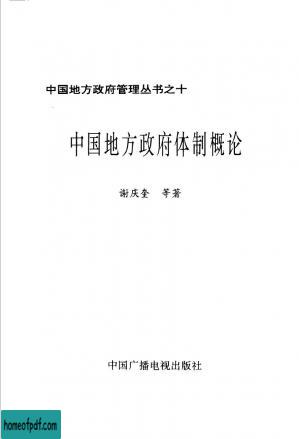 中国地方政府管理丛书之十
中国地方政府体制概论
谢庆奎 等著
中国广播电视出版社
homeofpdf.com